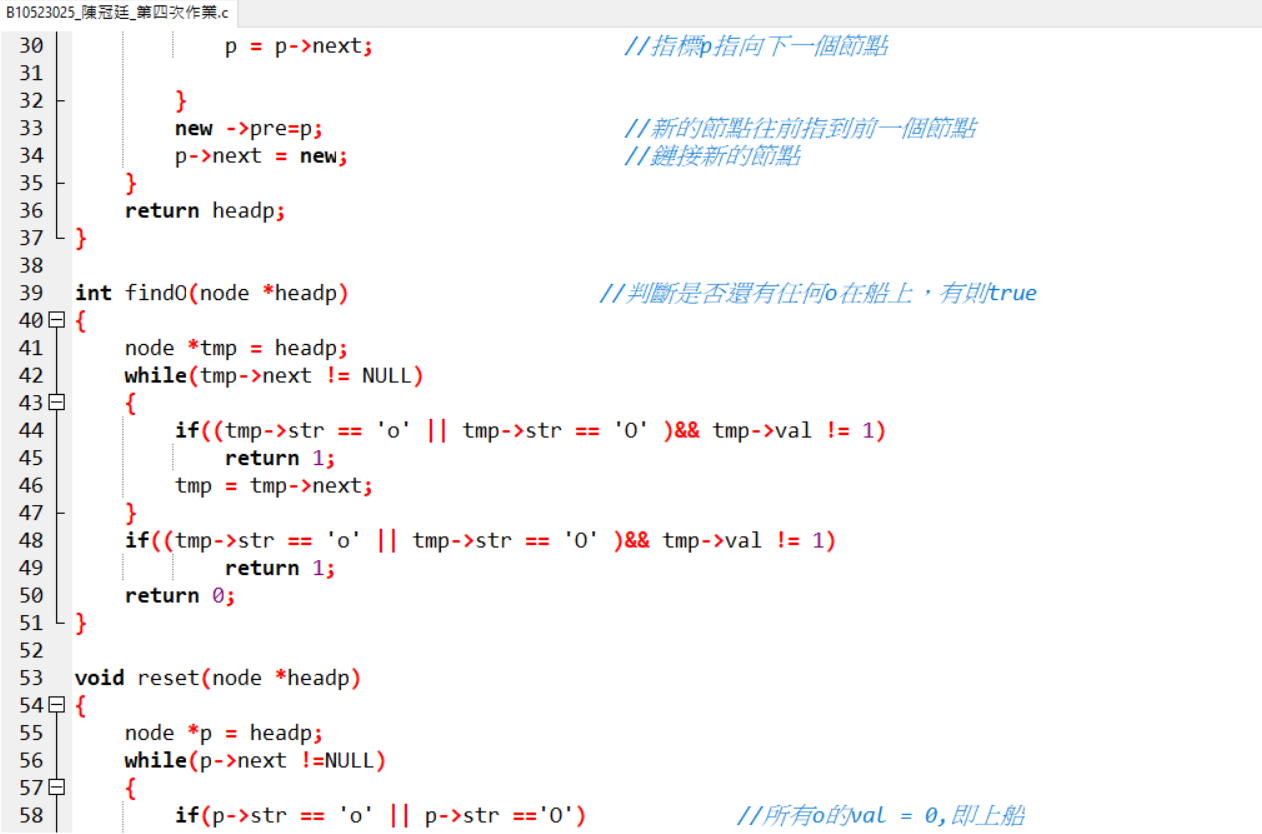 B10523025_陳冠廷_第四次作業.c
30 p = p->next; //指標p指向下一個節點
31
32 }
33 new ->pre=p; //新的節點往前指到前一個節點
34 p->next = new; //鏈接新的節點
35 }
36 return headp;
37 }
38
39 int findO(node *headp) //判斷是否還有任何o在船上，有則true
40 {
41 node *tmp = headp;
42 while(tmp->next != NULL)
43 {
44 if((tmp->str == 'o' || tmp->str == 'O' )&& tmp->val != 1)
45 return 1;
46 tmp = tmp->next;
47 }
48 if((tmp->str == 'o' || tmp->str == 'O' )&& tmp->val != 1)
49 return 1;
50 return 0;
51 }
52
53 void reset(node *headp)
54 {
55 node *p = headp;
56 while(p->next !=NULL)
57 {
58 if(p->str == 'o' || p->str =='O') //所有o的val = 0,即上船